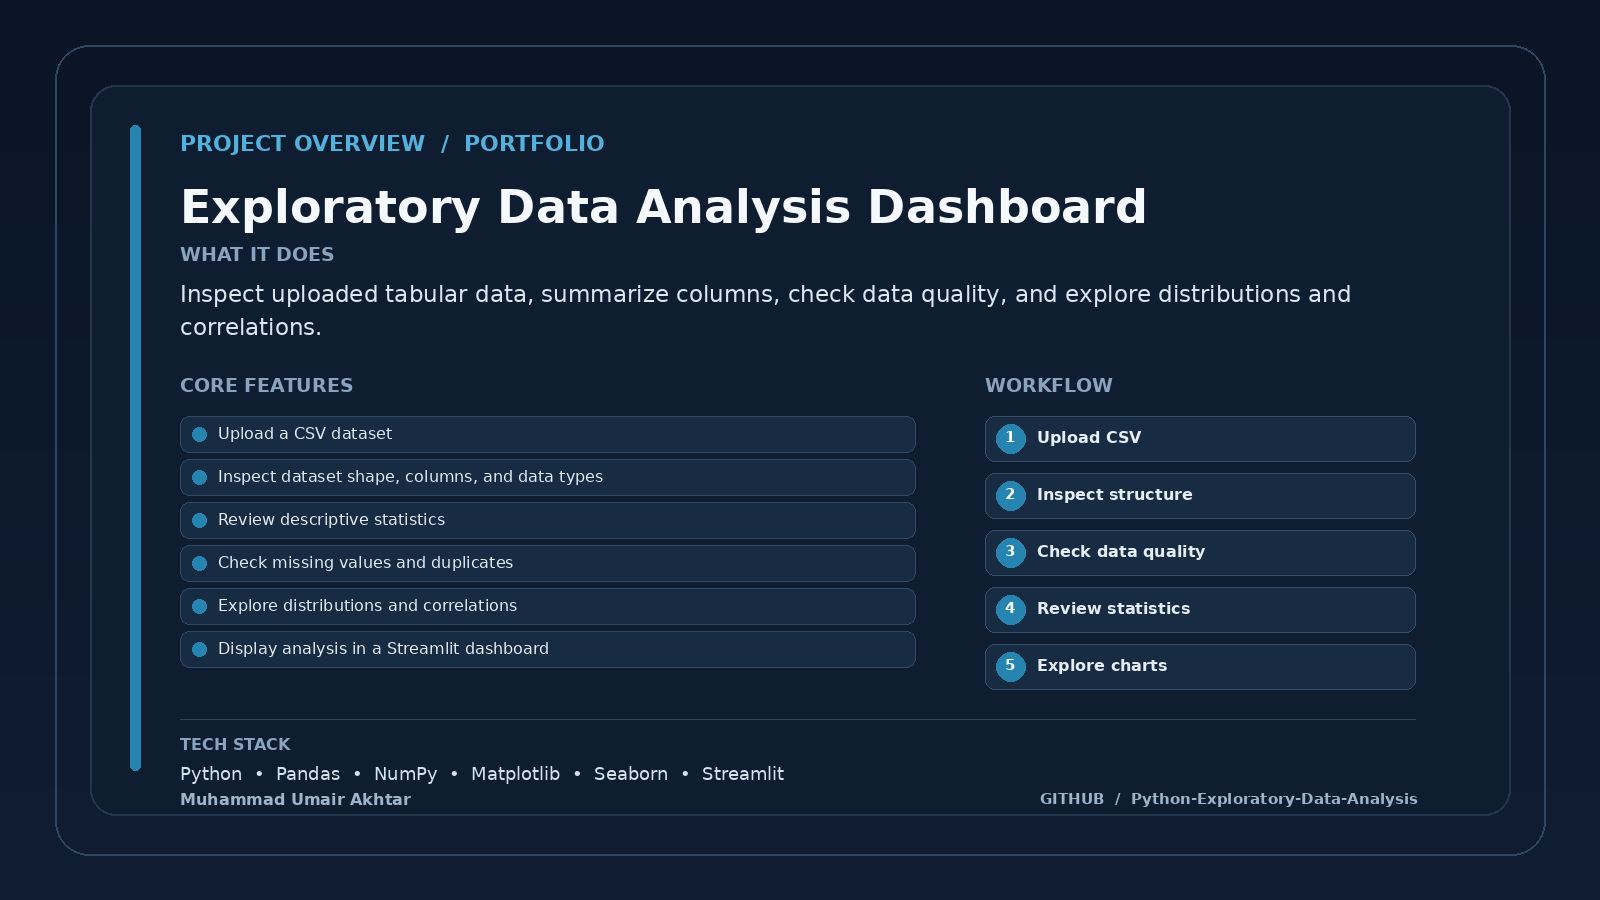 PROJECT OVERVIEW / PORTFOLIO
Exploratory Data Analysis Dashboard
WHAT IT DOES
Inspect uploaded tabular data, summarize columns, check data quality, and explore distributions and
correlations.
CORE FEATURES
Upload a CSV dataset
Inspect dataset shape, columns, and data types
Review descriptive statistics
Check missing values and duplicates
Explore distributions and correlations
Display analysis in a Streamlit dashboard
WORKFLOW
1 Upload CSV
2 Inspect structure
3 Check data quality
4 Review statistics
5 Explore charts
TECH STACK
Python • Pandas • NumPy • Matplotlib • Seaborn • Streamlit
Muhammad Umair Akhtar
GITHUB / Python-Exploratory-Data-Analysis